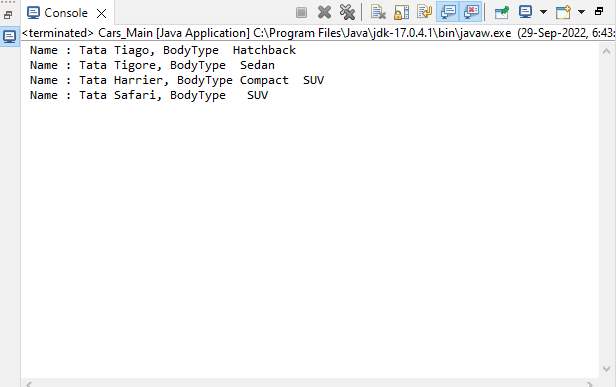 Console
<terminated> Cars_Main [Java Application] C:\Program Files\Java\jdk-17.0.4.1\bin\javaw.exe (29-Sep-2022, 6:43:
Name : Tata Tiago, BodyType  Hatchback
Name : Tata Tigore, BodyType  Sedan
Name : Tata Harrier, BodyType Compact  SUV
Name : Tata Safari, BodyType   SUV